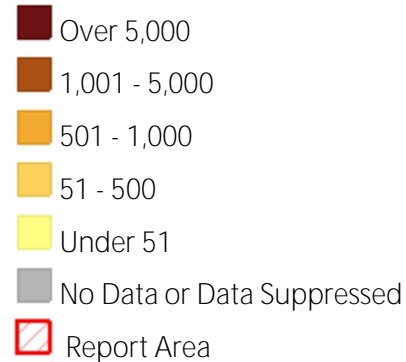 Over 5,000
1,001 - 5,000
501 - 1,000
51 - 500
Under 51
No Data or Data Suppressed
Report Area